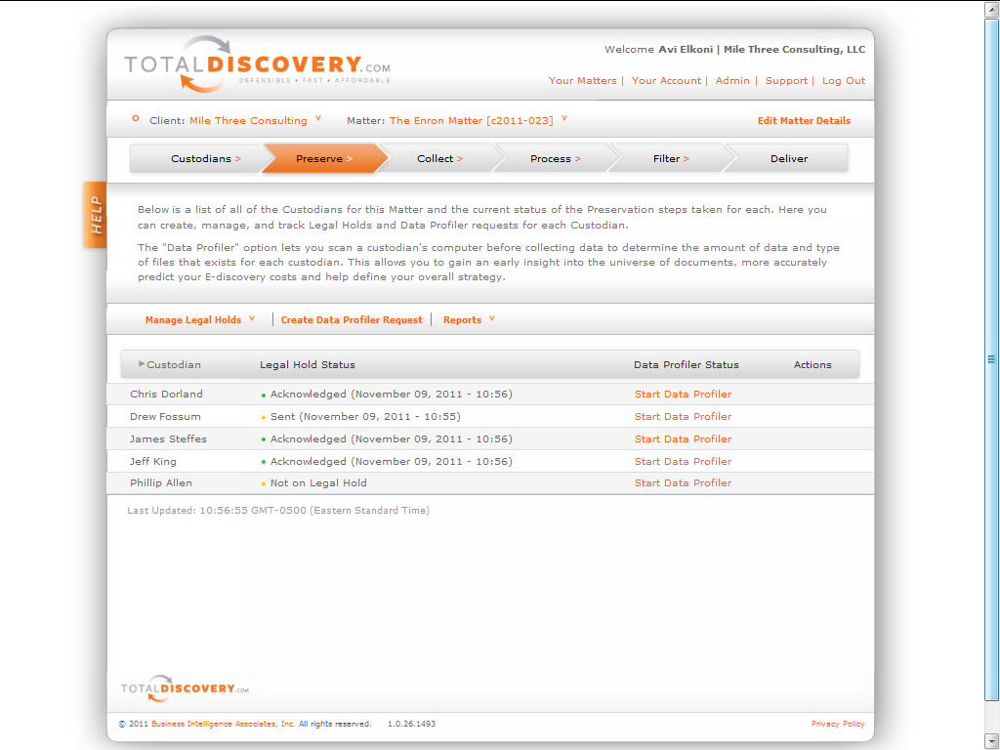 TOTALDISCOVERY.COM
DEFENSIBLE • FAST • AFFORDABLE
Welcome Avi Elkoni | Mile Three Consulting, LLC
Your Matters | Your Account | Admin | Support | Log Out
Client: Mile Three Consulting v Matter: The Enron Matter [c2011-023] v Edit Matter Details
Custodians > Preserve > Collect > Process > Filter > Deliver
HELP
Below is a list of all of the Custodians for this Matter and the current status of the Preservation steps taken for each. Here you
can create, manage, and track Legal Holds and Data Profiler requests for each Custodian.
The "Data Profiler" option lets you scan a custodian's computer before collecting data to determine the amount of data and type
of files that exists for each custodian. This allows you to gain an early insight into the universe of documents, more accurately
predict your E-discovery costs and help define your overall strategy.
Manage Legal Holds v | Create Data Profiler Request | Reports v
Custodian Legal Hold Status Data Profiler Status Actions
Chris Dorland Acknowledged (November 09, 2011 - 10:56) Start Data Profiler
Drew Fossum Sent (November 09, 2011 - 10:55) Start Data Profiler
James Steffes Acknowledged (November 09, 2011 - 10:56) Start Data Profiler
Jeff King Acknowledged (November 09, 2011 - 10:56) Start Data Profiler
Phillip Allen Not on Legal Hold Start Data Profiler
Last Updated: 10:56:55 GMT-0500 (Eastern Standard Time)
TOTALDISCOVERY.COM
© 2011 Business Intelligence Associates, Inc. All rights reserved. 1.0.26.1493 Privacy Policy